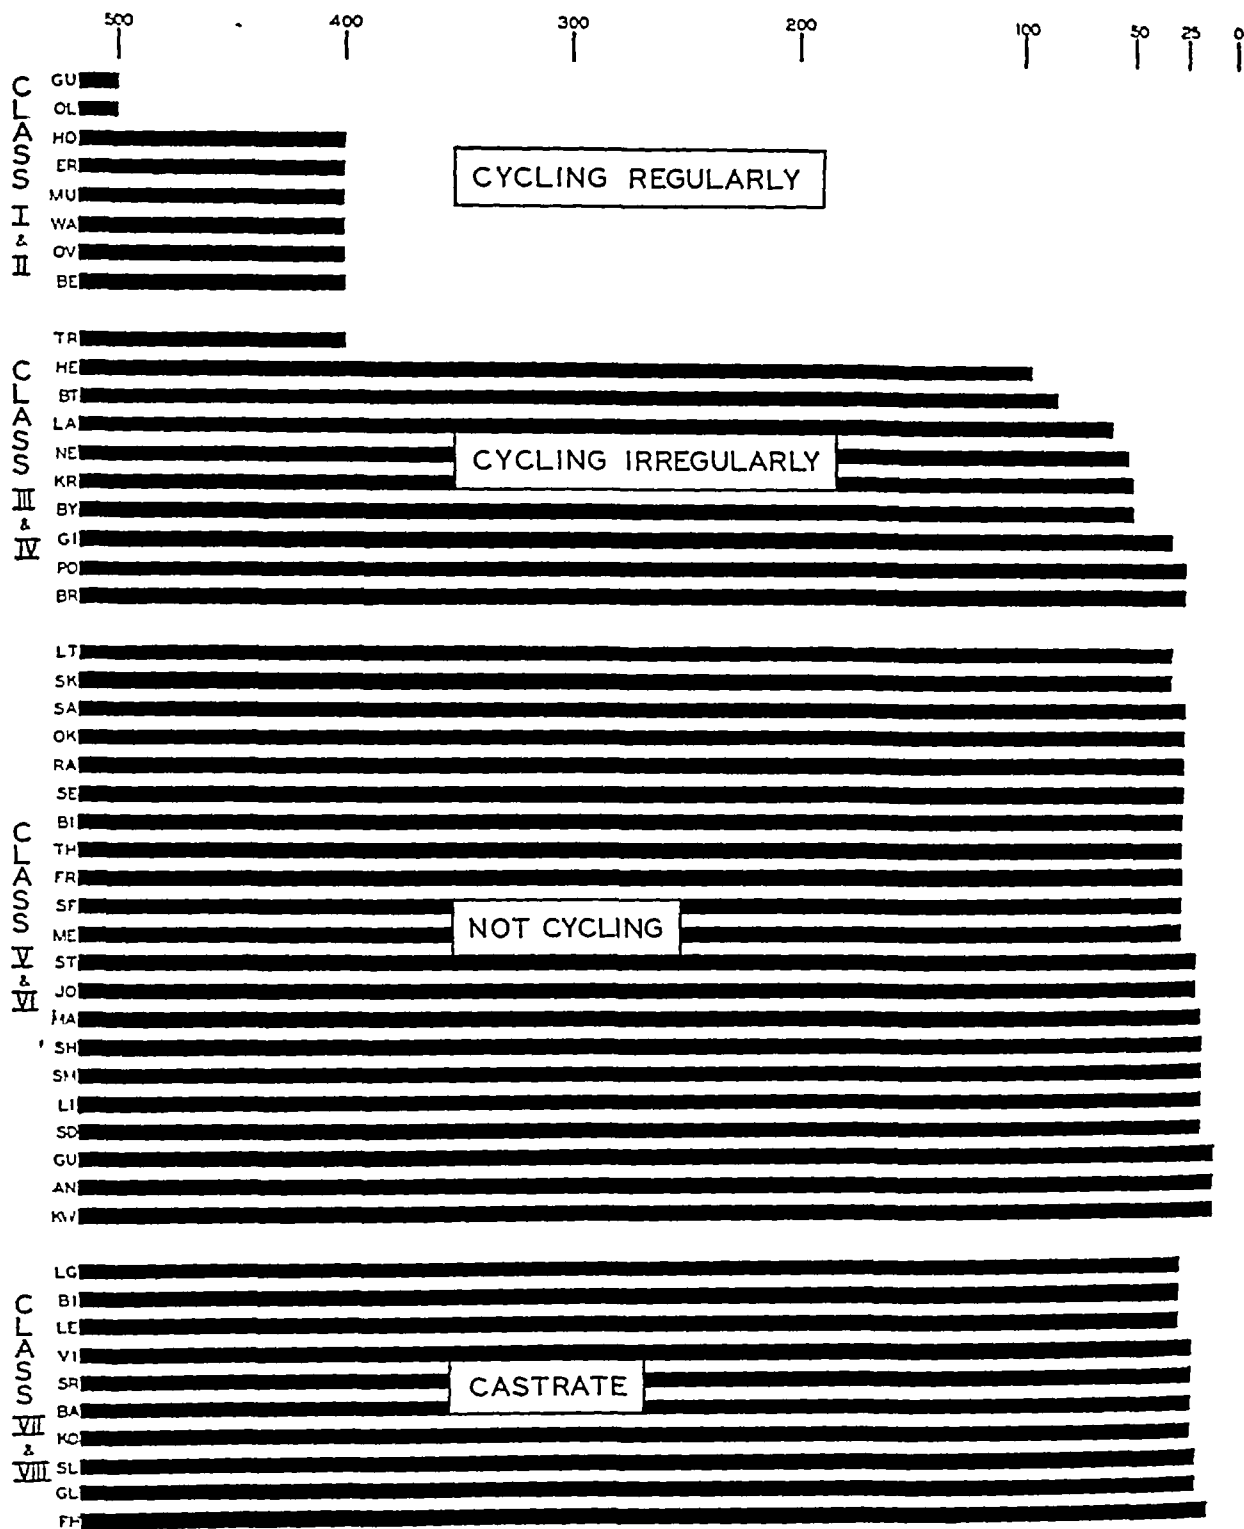 500 400 300 200 100 50 25 0
CLASS I & II
GU
OL
HO
ER
MU
WA
OV
BE
CYCLING REGULARLY
CLASS III & IV
TR
HE
BT
LA
NE
KR
BY
GI
PO
BR
CYCLING IRREGULARLY
CLASS V & VI
LT
SK
SA
OK
RA
SE
BI
TH
FR
SF
ME
ST
JO
HA
SH
SM
LI
SD
GU
AN
KW
NOT CYCLING
CLASS VII & VIII
LG
BI
LE
VI
SR
BA
KO
SL
GL
FH
CASTRATE